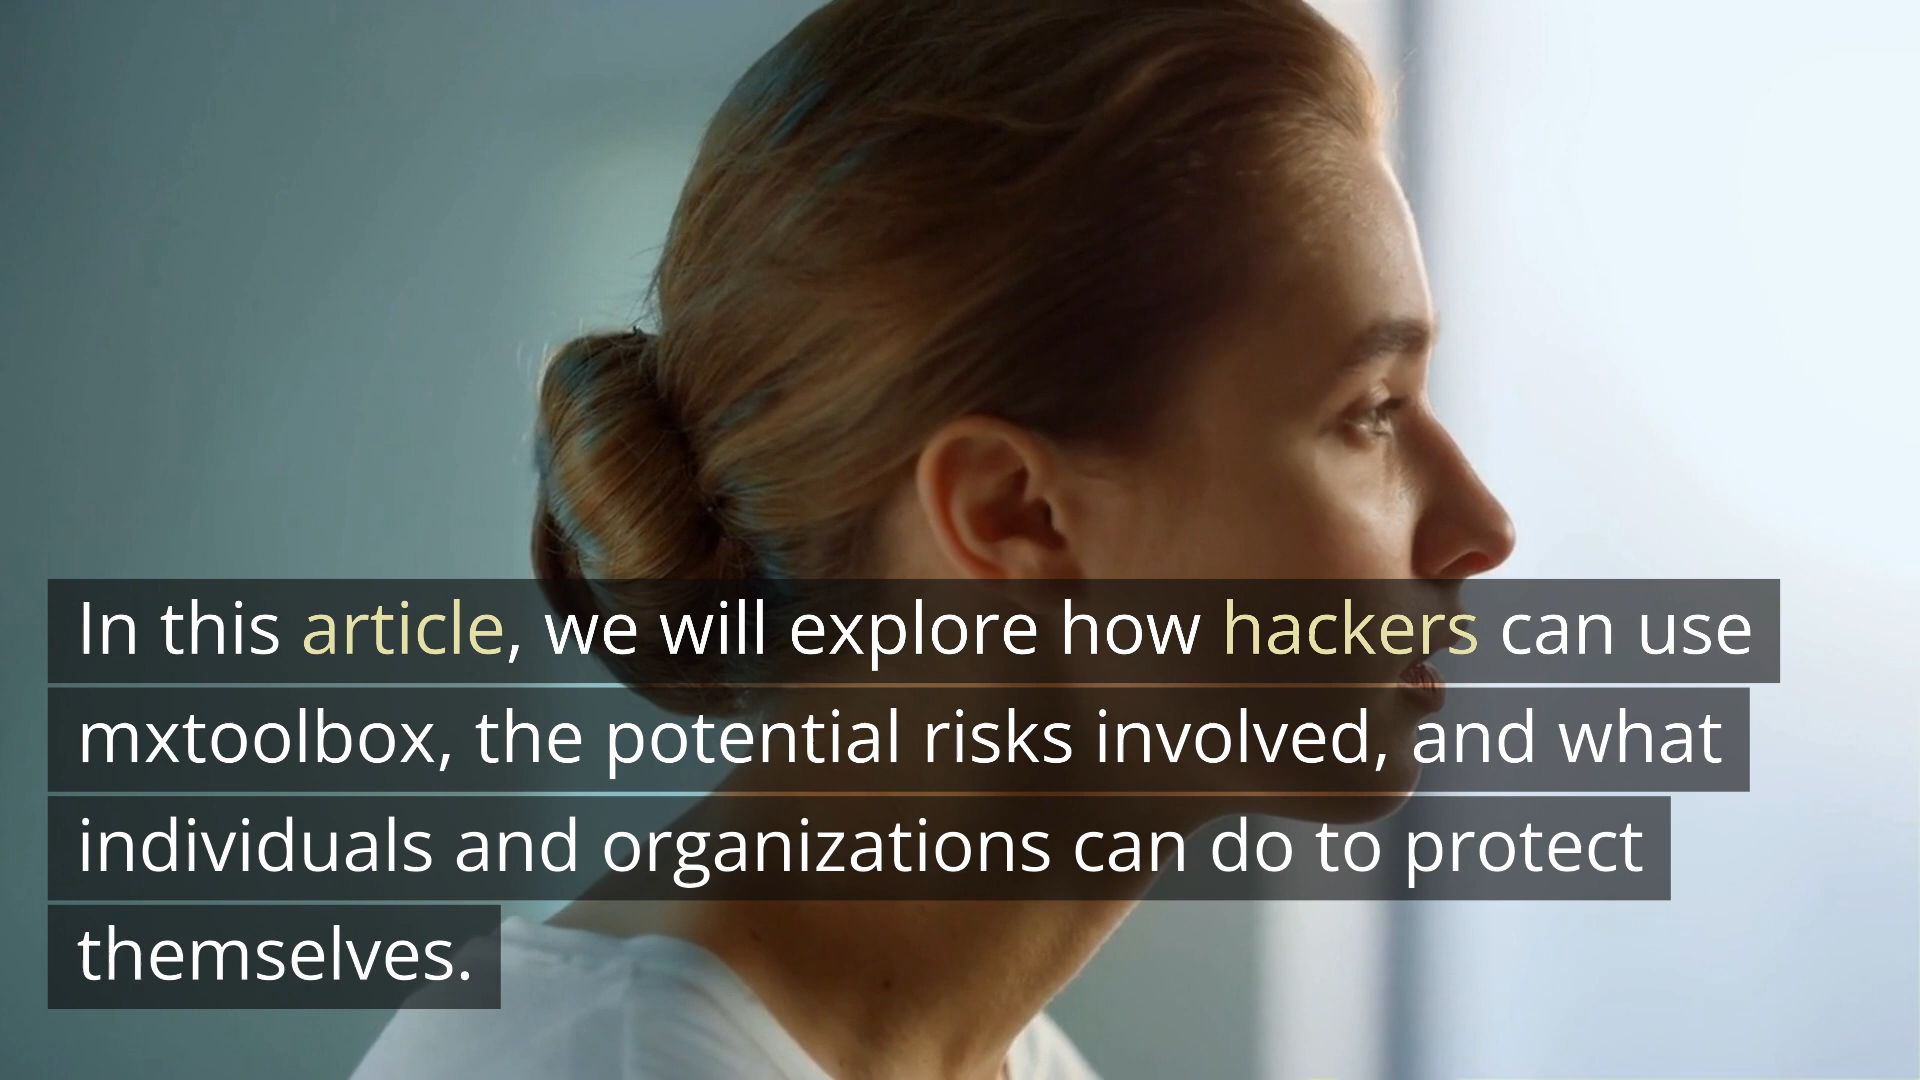 In this article, we will explore how hackers can use
mxtoolbox, the potential risks involved, and what
individuals and organizations can do to protect
themselves.